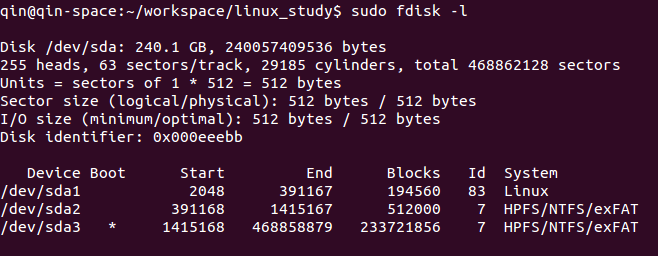 qin@qin-space:~/workspace/linux_study$ sudo fdisk -l
Disk /dev/sda: 240.1 GB, 240057409536 bytes
255 heads, 63 sectors/track, 29185 cylinders, total 468862128 sectors
Units = sectors of 1 * 512 = 512 bytes
Sector size (logical/physical): 512 bytes / 512 bytes
I/O size (minimum/optimal): 512 bytes / 512 bytes
Disk identifier: 0x000eeebb
Device Boot Start End Blocks Id System
/dev/sda1 2048 391167 194560 83 Linux
/dev/sda2 391168 1415167 512000 7 HPFS/NTFS/exFAT
/dev/sda3 * 1415168 468858879 233721856 7 HPFS/NTFS/exFAT